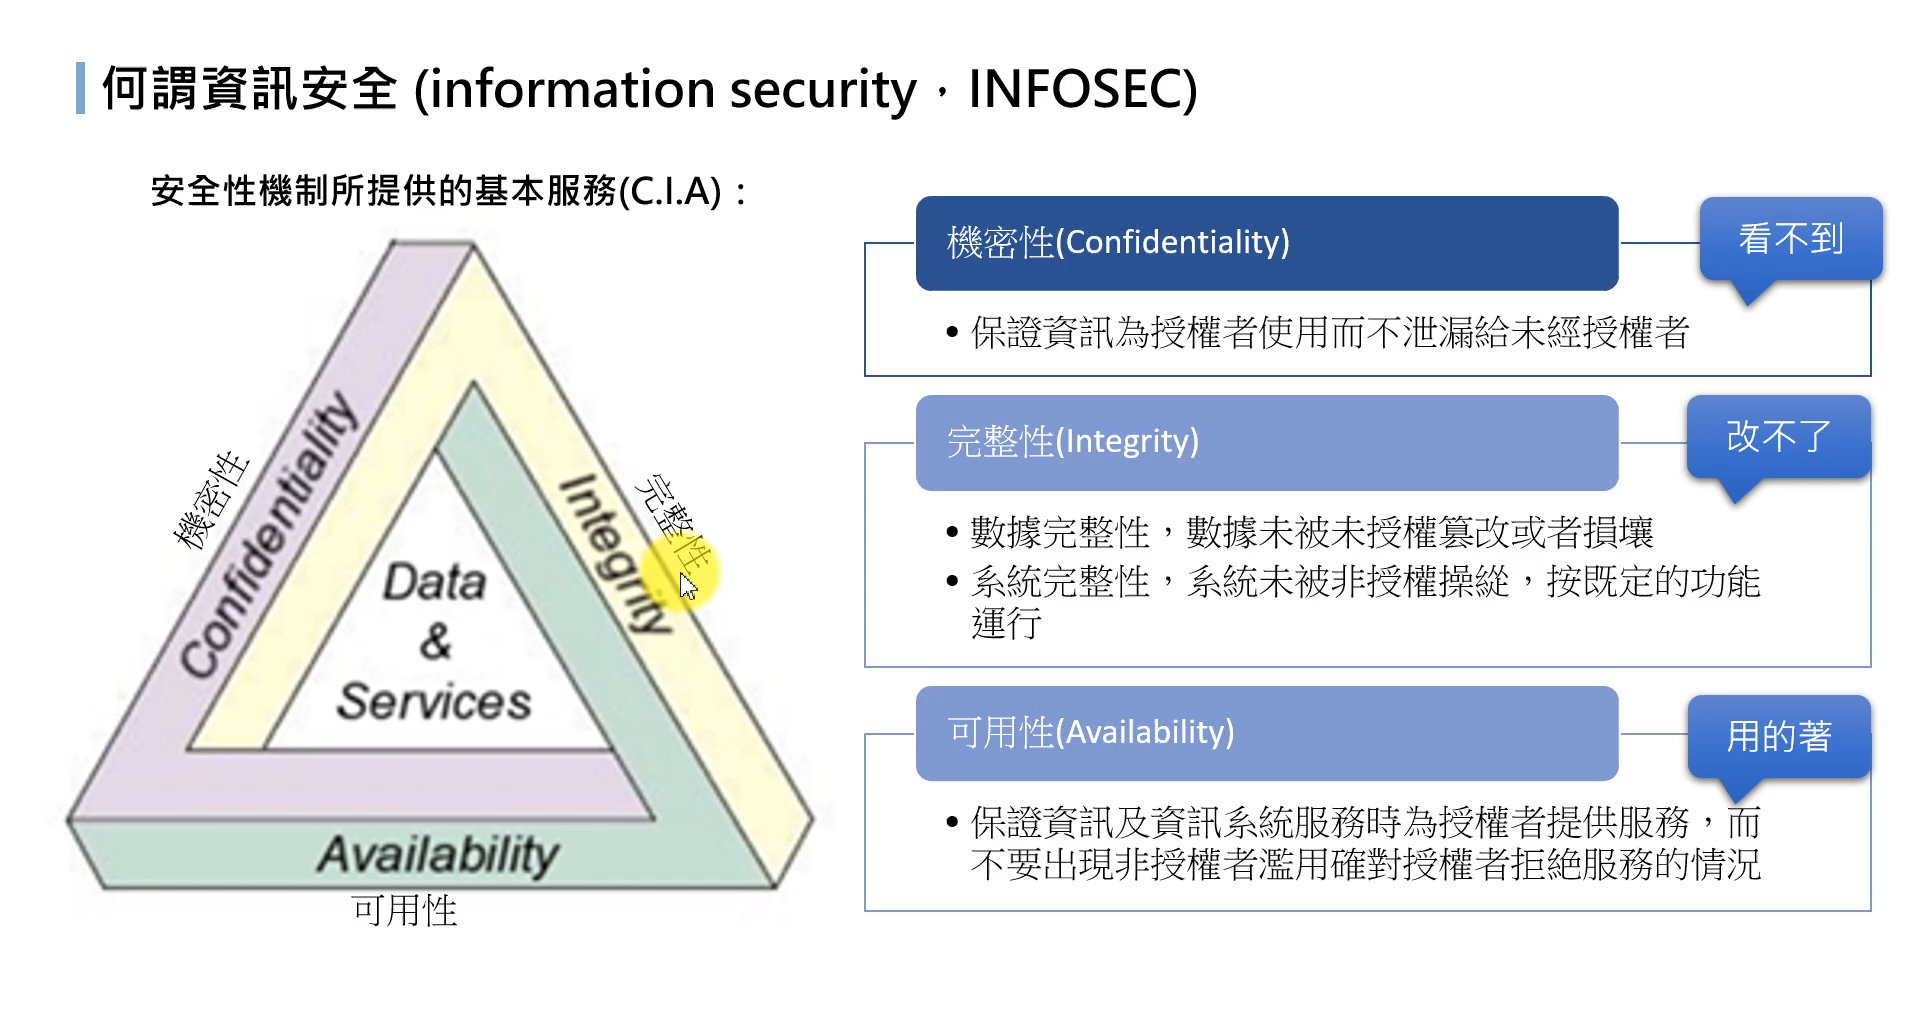 何謂資訊安全 (information security，INFOSEC)
安全性機制所提供的基本服務(C.I.A)：
機密性
Confidentiality
完整性
Integrity
Data
&
Services
Availability
可用性
機密性(Confidentiality)
看不到
• 保證資訊為授權者使用而不泄漏給未經授權者
完整性(Integrity)
改不了
• 數據完整性，數據未被未授權篡改或者損壞
• 系統完整性，系統未被非授權操縱，按既定的功能
運行
可用性(Availability)
用的著
• 保證資訊及資訊系統服務時為授權者提供服務，而
不要出現非授權者濫用確對授權者拒絕服務的情況